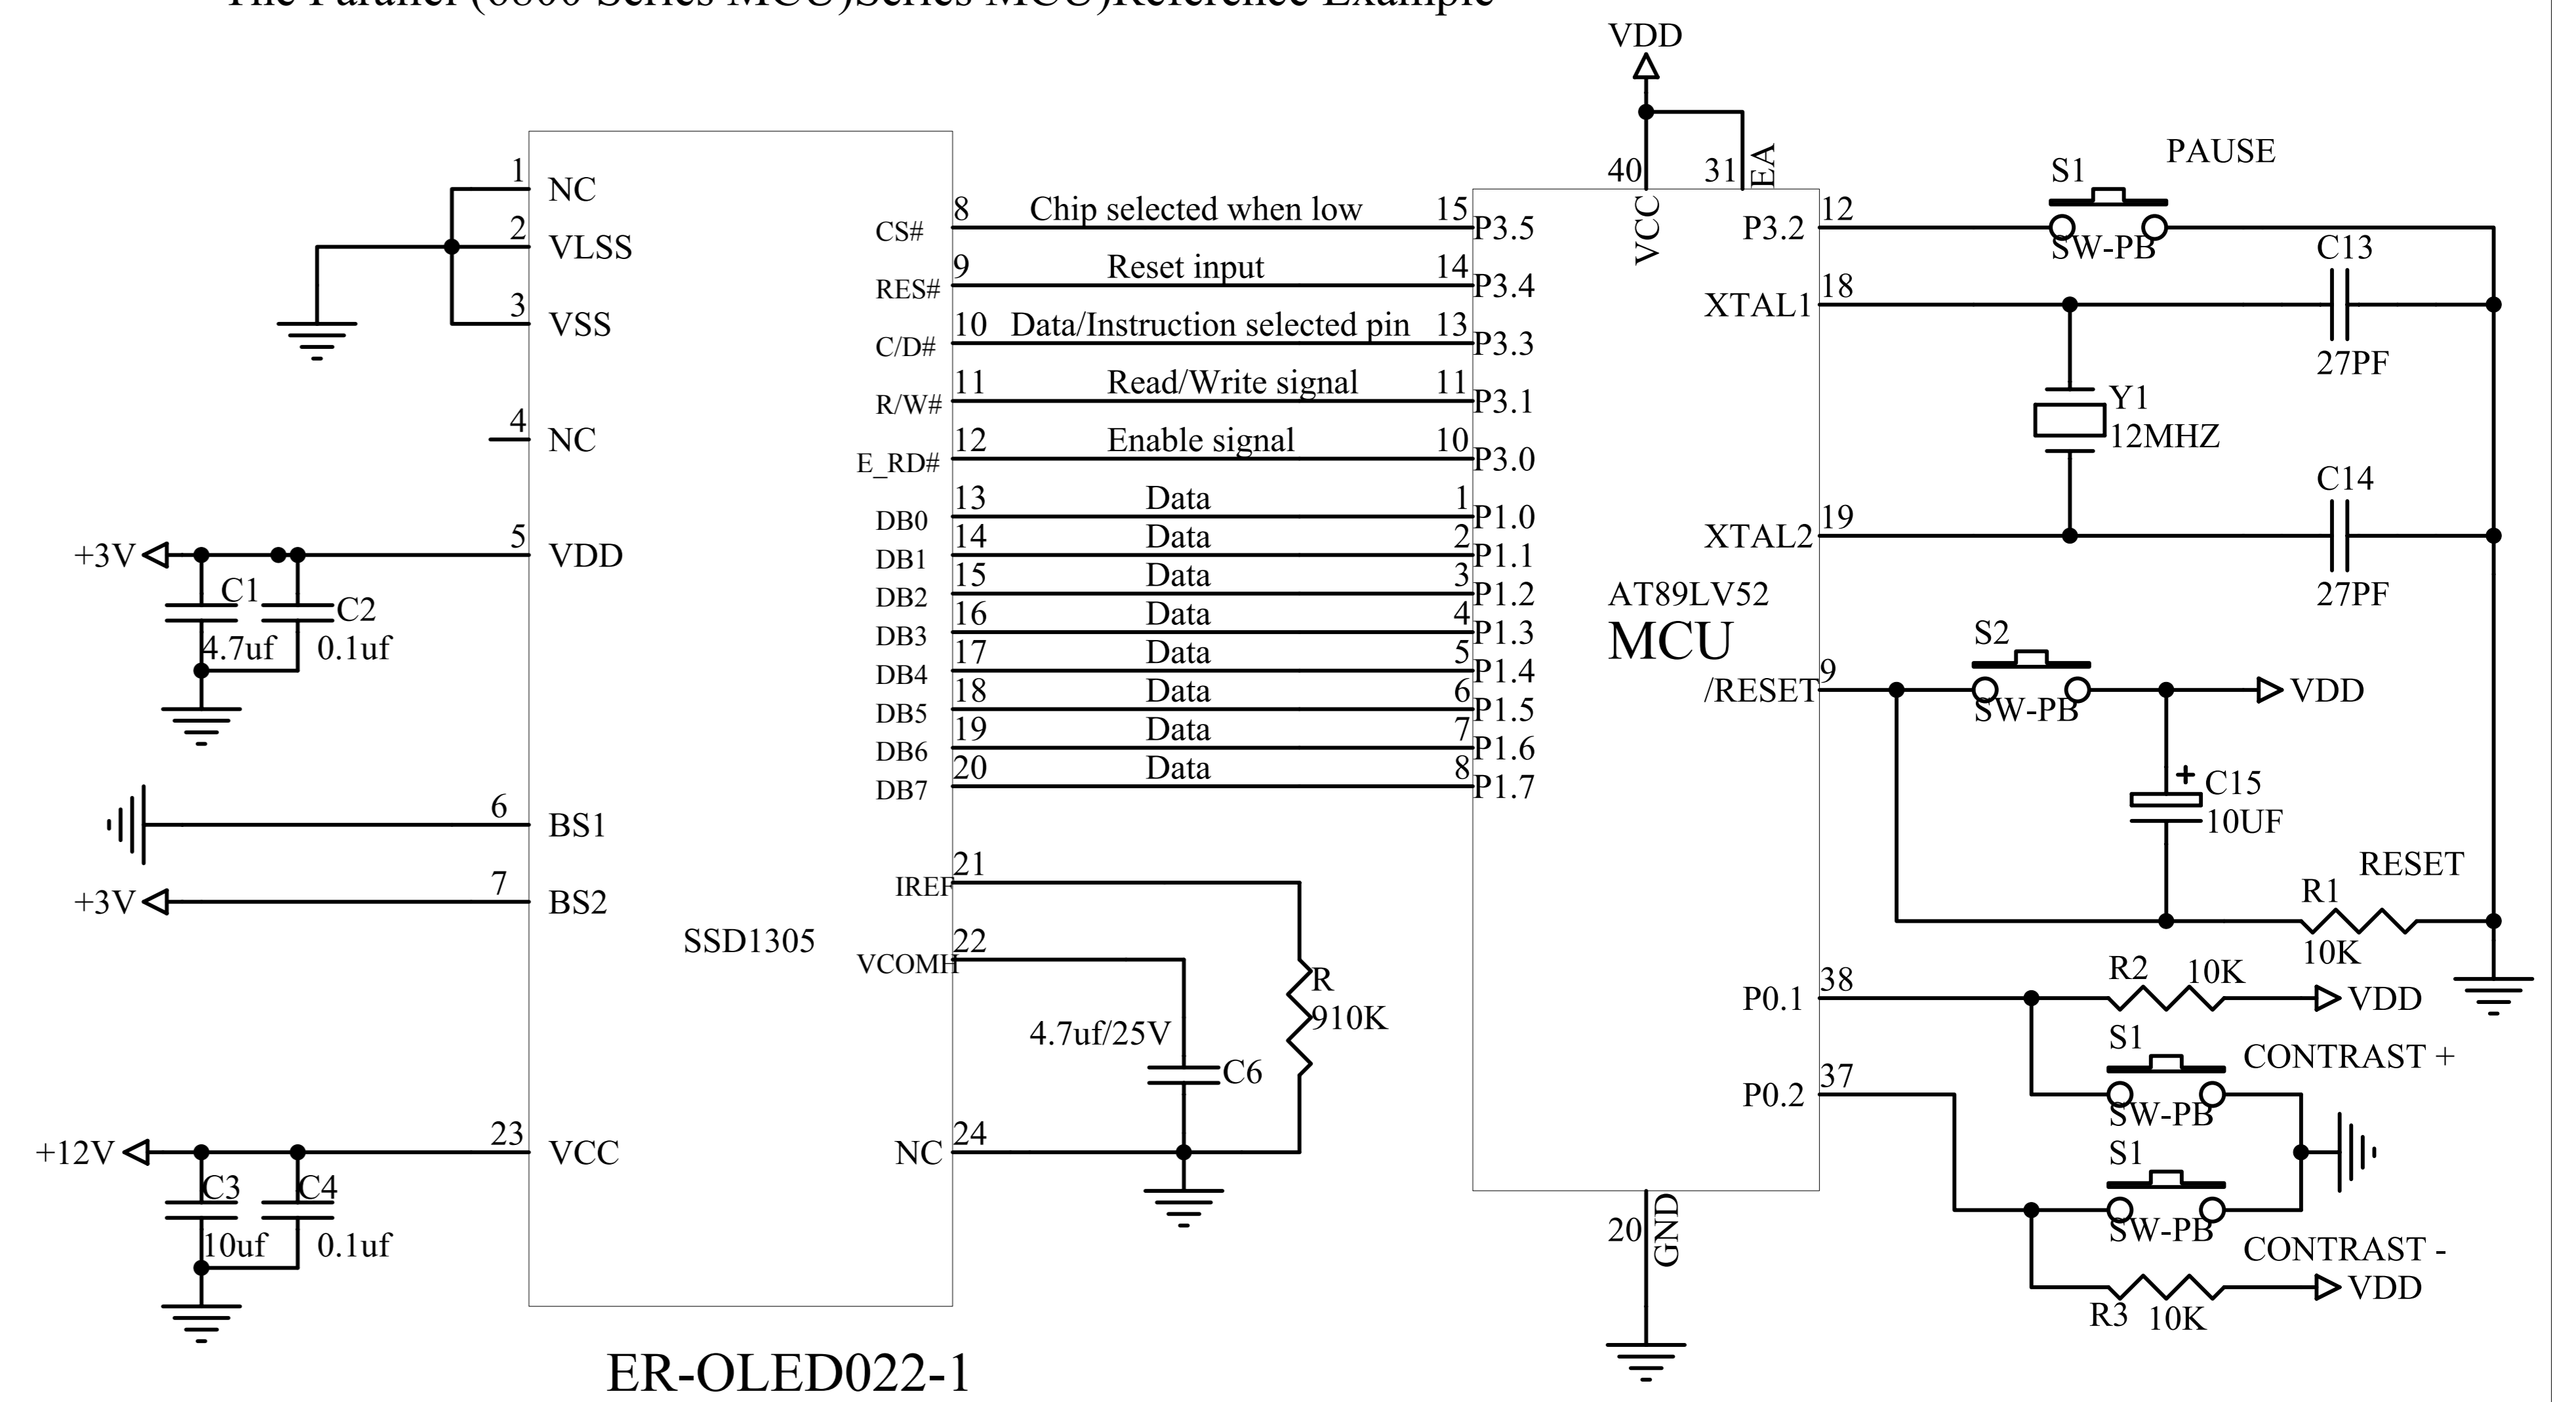 The Parallel (6800 Series MCU)Series MCU)Reference Example
VDD
1 NC
2 VLSS
3 VSS
4 NC
+3V 5 VDD
C1
4.7uf
C2
0.1uf
6 BS1
+3V 7 BS2
SSD1305
+12V 23 VCC
C3
10uf
C4
0.1uf
ER-OLED022-1
CS# 8 Chip selected when low 15 P3.5
RES# 9 Reset input 14 P3.4
C/D# 10 Data/Instruction selected pin 13 P3.3
R/W# 11 Read/Write signal 11 P3.1
E_RD# 12 Enable signal 10 P3.0
DB0 13 Data 1 P1.0
DB1 14 Data 2 P1.1
DB2 15 Data 3 P1.2
DB3 16 Data 4 P1.3
DB4 17 Data 5 P1.4
DB5 18 Data 6 P1.5
DB6 19 Data 7 P1.6
DB7 20 Data 8 P1.7
IREF 21
VCOMH 22
R
910K
4.7uf/25V
C6
NC 24
40 VCC
31 EA
AT89LV52
MCU
20 GND
P3.2 12
S1 PAUSE
SW-PB
XTAL1 18
C13
27PF
Y1
12MHZ
XTAL2 19
C14
27PF
/RESET 9
S2
SW-PB
VDD
C15
+
10UF
RESET
R1
10K
P0.1 38
R2 10K VDD
S1 CONTRAST +
SW-PB
P0.2 37
S1
SW-PB
CONTRAST -
VDD
R3 10K